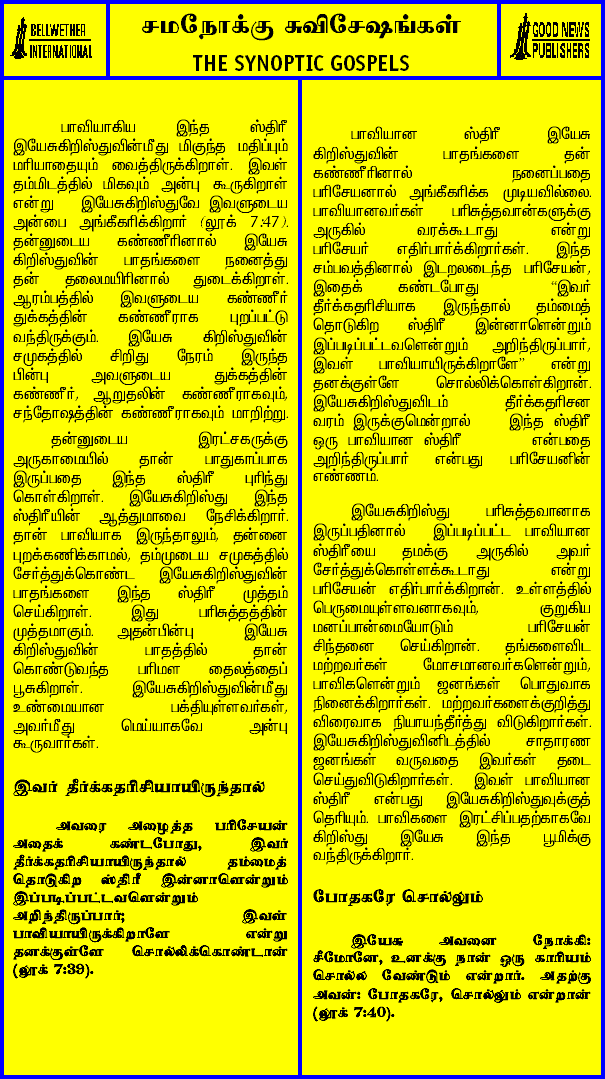 BELLWETHER
INTERNATIONAL
சமநோக்கு சுவிசேஷங்கள்
THE SYNOPTIC GOSPELS
GOOD NEWS
PUBLISHERS
பாவியாகிய இந்த ஸ்திரீ
இயேசுகிறிஸ்துவின்மீது மிகுந்த மதிப்பும்
மரியாதையும் வைத்திருக்கிறாள். இவள்
தம்மிடத்தில் மிகவும் அன்பு கூருகிறாள்
என்று இயேசுகிறிஸ்துவே இவளுடைய
அன்பை அங்கீகரிக்கிறார் (லூக் 7:47).
தன்னுடைய கண்ணீரினால் இயேசு
கிறிஸ்துவின் பாதங்களை நனைத்து
தன் தலைமயிரினால் துடைக்கிறாள்.
ஆரம்பத்தில் இவளுடைய கண்ணீர்
துக்கத்தின் கண்ணீராக புறப்பட்டு
வந்திருக்கும். இயேசு கிறிஸ்துவின்
சமுகத்தில் சிறிது நேரம் இருந்த
பின்பு அவளுடைய துக்கத்தின்
கண்ணீர், ஆறுதலின் கண்ணீராகவும்,
சந்தோஷத்தின் கண்ணீராகவும் மாறிற்று.
தன்னுடைய இரட்சகருக்கு
அருகாமையில் தான் பாதுகாப்பாக
இருப்பதை இந்த ஸ்திரீ புரிந்து
கொள்கிறாள். இயேசுகிறிஸ்து இந்த
ஸ்திரீயின் ஆத்துமாவை நேசிக்கிறார்.
தான் பாவியாக இருந்தாலும், தன்னை
புறக்கணிக்காமல், தம்முடைய சமுகத்தில்
சேர்த்துக்கொண்ட இயேசுகிறிஸ்துவின்
பாதங்களை இந்த ஸ்திரீ முத்தம்
செய்கிறாள். இது பரிசுத்தத்தின்
முத்தமாகும். அதன்பின்பு இயேசு
கிறிஸ்துவின் பாதத்தில் தான்
கொண்டுவந்த பரிமள தைலத்தைப்
பூசுகிறாள். இயேசுகிறிஸ்துவின்மீது
உண்மையான பக்தியுள்ளவர்கள்,
அவர்மீது மெய்யாகவே அன்பு
கூருவார்கள்.
இவர் தீர்க்கதரிசியாயிருந்தால்
அவரை அழைத்த பரிசேயன்
அதைக் கண்டபோது, இவர்
தீர்க்கதரிசியாயிருந்தால் தம்மைத்
தொடுகிற ஸ்திரீ இன்னாளென்றும்
இப்படிப்பட்டவளென்றும்
அறிந்திருப்பார்; இவள்
பாவியாயிருக்கிறாளே என்று
தனக்குள்ளே சொல்லிக்கொண்டான்
(லூக் 7:39).
பாவியான ஸ்திரீ இயேசு
கிறிஸ்துவின் பாதங்களை தன்
கண்ணீரினால் நனைப்பதை
பரிசேயனால் அங்கீகரிக்க முடியவில்லை.
பாவியானவர்கள் பரிசுத்தவான்களுக்கு
அருகில் வரக்கூடாது என்று
பரிசேயர் எதிர்பார்க்கிறார்கள். இந்த
சம்பவத்தினால் இடறலடைந்த பரிசேயன்,
இதைக் கண்டபோது “இவர்
தீர்க்கதரிசியாக இருந்தால் தம்மைத்
தொடுகிற ஸ்திரீ இன்னாளென்றும்
இப்படிப்பட்டவளென்றும் அறிந்திருப்பார்,
இவள் பாவியாயிருக்கிறாளே” என்று
தனக்குள்ளே சொல்லிக்கொள்கிறான்.
இயேசுகிறிஸ்துவிடம் தீர்க்கதரிசன
வரம் இருக்குமென்றால் இந்த ஸ்திரீ
ஒரு பாவியான ஸ்திரீ என்பதை
அறிந்திருப்பார் என்பது பரிசேயனின்
எண்ணம்.
இயேசுகிறிஸ்து பரிசுத்தவானாக
இருப்பதினால் இப்படிப்பட்ட பாவியான
ஸ்திரீயை தமக்கு அருகில் அவர்
சேர்த்துக்கொள்ளக்கூடாது என்று
பரிசேயன் எதிர்பார்க்கிறான். உள்ளத்தில்
பெருமையுள்ளவனாகவும், குறுகிய
மனப்பான்மையோடும் பரிசேயன்
சிந்தனை செய்கிறான். தங்களைவிட
மற்றவர்கள் மோசமானவர்களென்றும்,
பாவிகளென்றும் ஜனங்கள் பொதுவாக
நினைக்கிறார்கள். மற்றவர்களைக்குறித்து
விரைவாக நியாயந்தீர்த்து விடுகிறார்கள்.
இயேசுகிறிஸ்துவினிடத்தில் சாதாரண
ஜனங்கள் வருவதை இவர்கள் தடை
செய்துவிடுகிறார்கள். இவள் பாவியான
ஸ்திரீ என்பது இயேசுகிறிஸ்துவுக்குத்
தெரியும். பாவிகளை இரட்சிப்பதற்காகவே
கிறிஸ்து இயேசு இந்த பூமிக்கு
வந்திருக்கிறார்.
போதகரே சொல்லும்
இயேசு அவனை நோக்கி:
சீமோனே, உனக்கு நான் ஒரு காரியம்
சொல்ல வேண்டும் என்றார். அதற்கு
அவன்: போதகரே, சொல்லும் என்றான்
(லூக் 7:40).